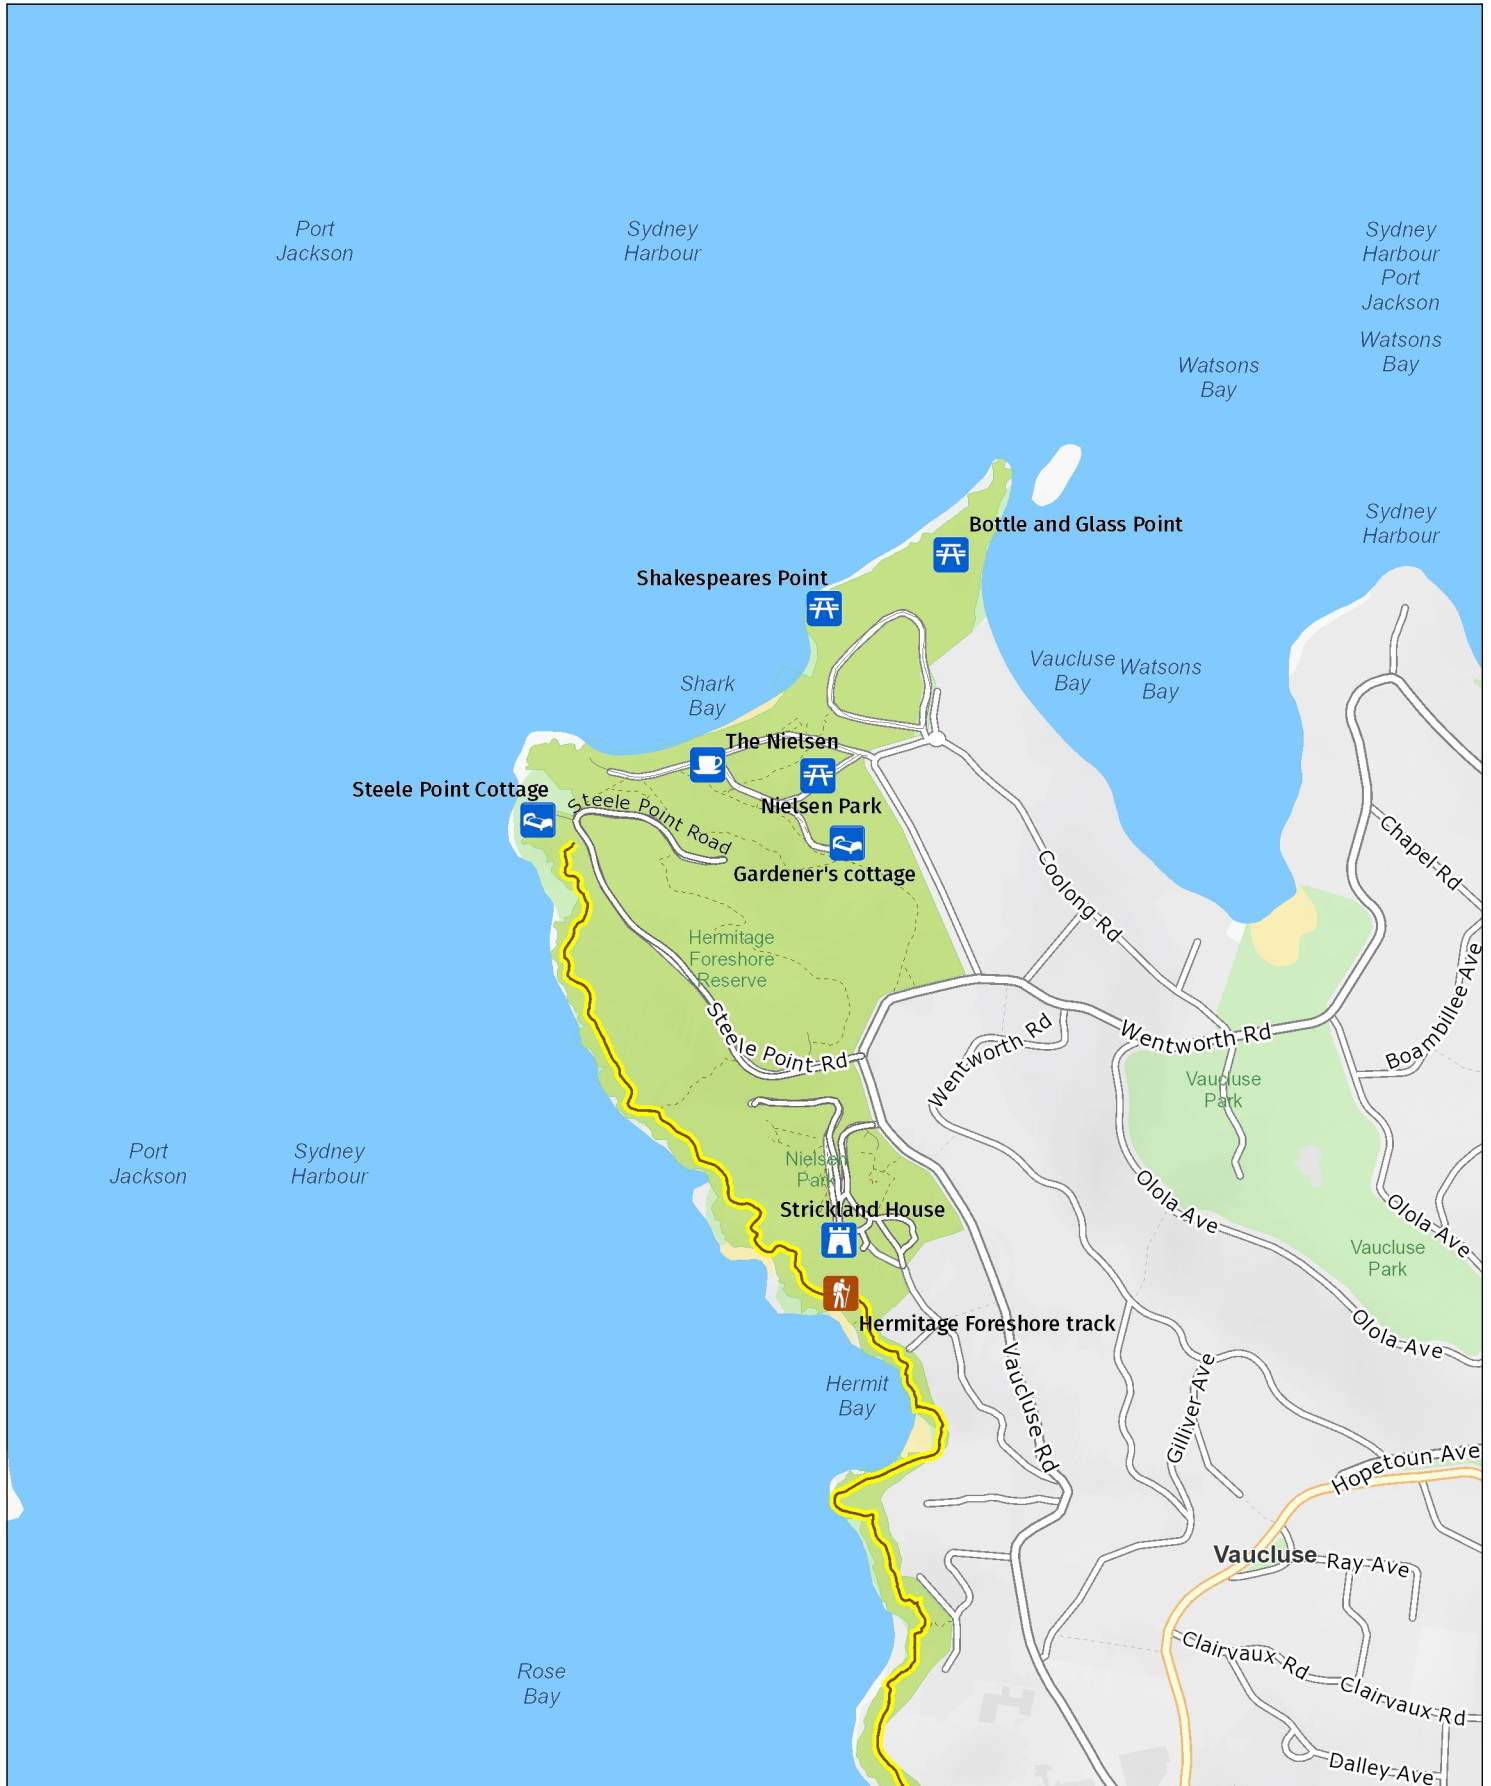 Port
Jackson
Sydney
Harbour
Sydney
Harbour
Port
Jackson
Watsons
Bay
Watsons
Bay
Sydney
Harbour
Bottle and Glass Point
Shakespeares Point
Vaucluse
Bay
Watsons
Bay
Shark
Bay
The Nielsen
Steele Point Cottage
Steele Point Road
Nielsen Park
Gardener's cottage
Chapel Rd
Coolong Rd
Hermitage
Foreshore
Reserve
Boambillee Ave
Steele Point Rd
Wentworth Rd
Wentworth Rd
Vaucluse
Park
Port
Jackson
Sydney
Harbour
Nielsen
Park
Olola Ave
Olola Ave
Strickland House
Vaucluse
Park
Hermitage Foreshore track
Olola Ave
Vaucluse Rd
Gilliver Ave
Hermit
Bay
Hopetoun Ave
Vaucluse
Ray Ave
Clairvaux Rd
Clairvaux Rd
Rose
Bay
Dalley Ave